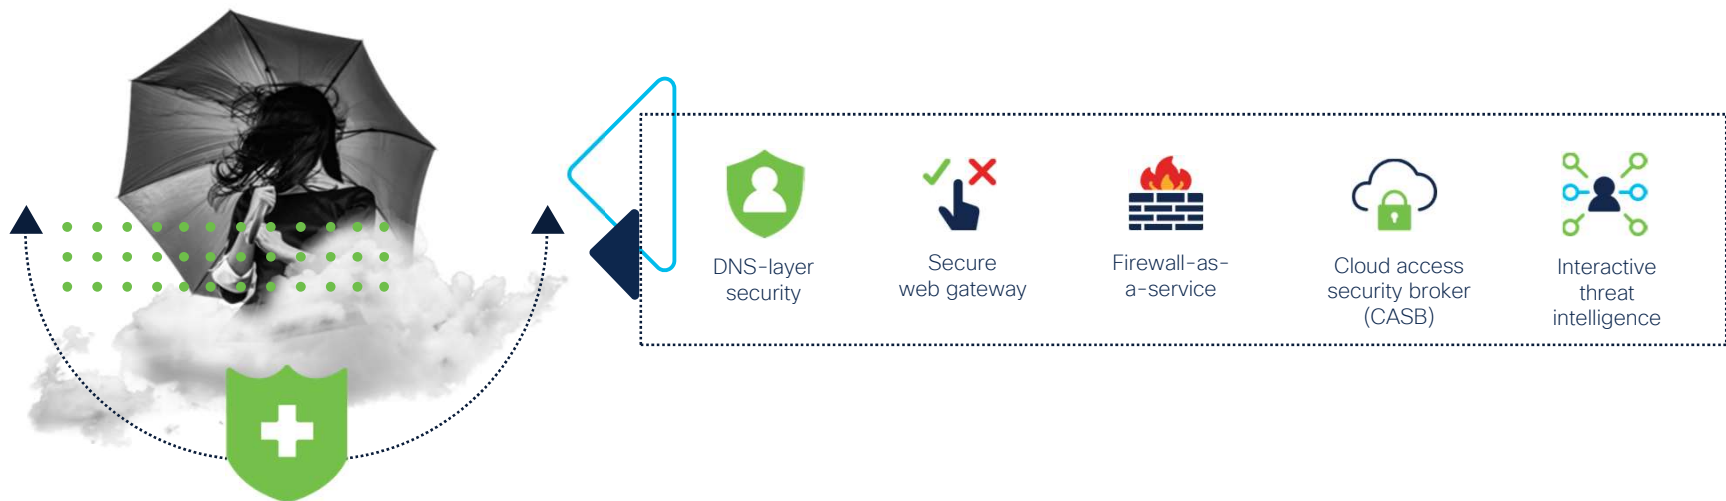 DNS-layer
security
Secure
web gateway
Firewall-as-
a-service
Cloud access
security broker
(CASB)
Interactive
threat
intelligence